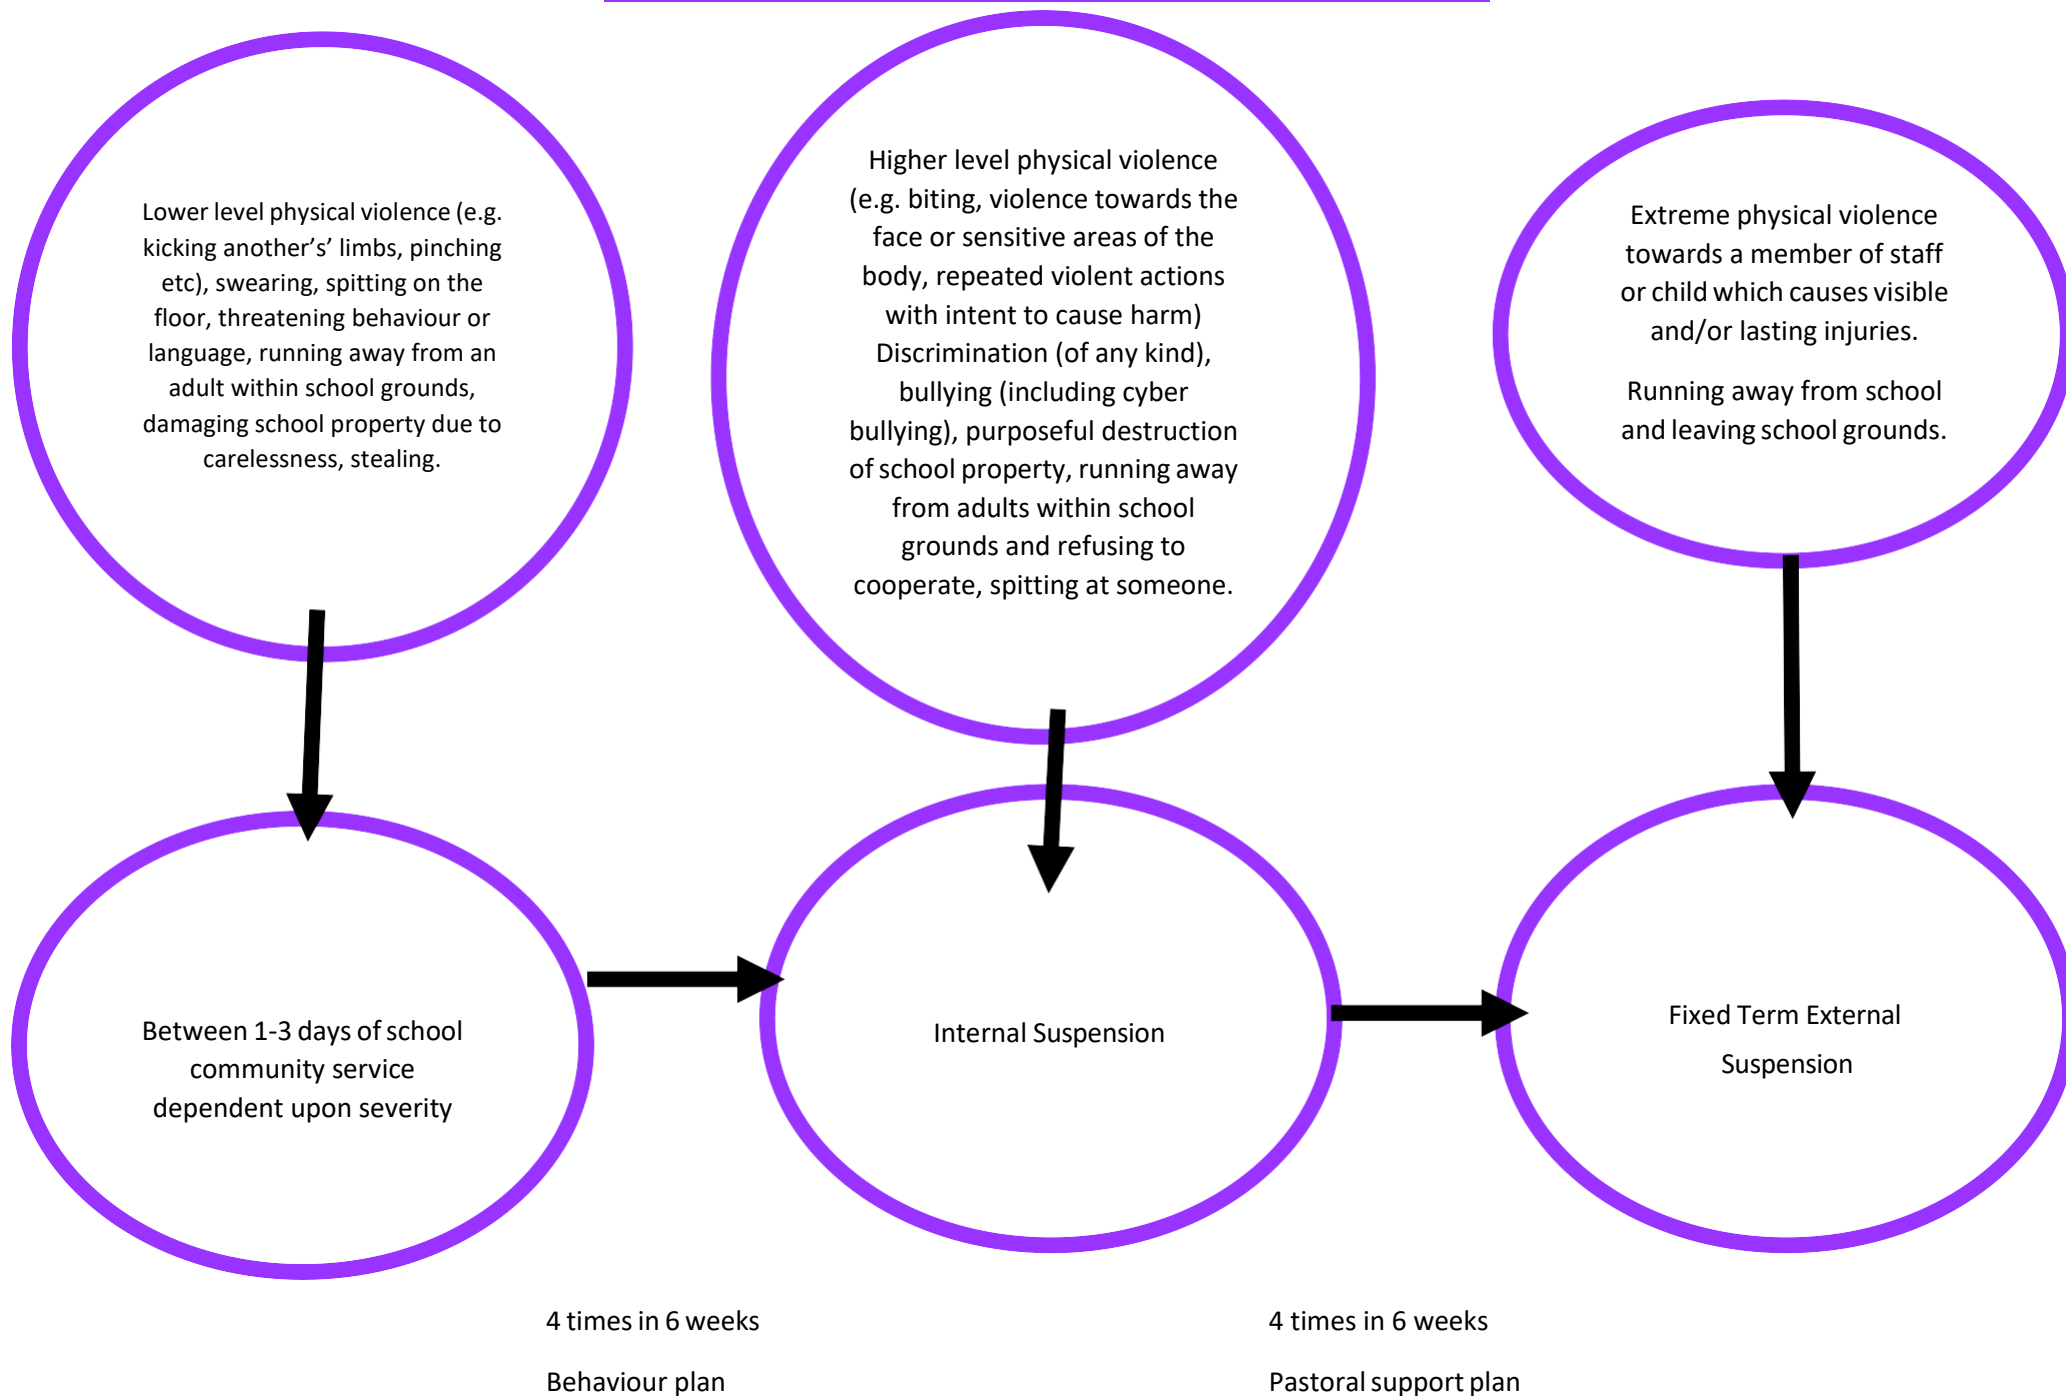 Lower level physical violence (e.g.
kicking another's' limbs, pinching
etc), swearing, spitting on the
floor, threatening behaviour or
language, running away from an
adult within school grounds,
damaging school property due to
carelessness, stealing.
Higher level physical violence
(e.g. biting, violence towards the
face or sensitive areas of the
body, repeated violent actions
with intent to cause harm)
Discrimination (of any kind),
bullying (including cyber
bullying), purposeful destruction
of school property, running away
from adults within school
grounds and refusing to
cooperate, spitting at someone.
Extreme physical violence
towards a member of staff
or child which causes visible
and/or lasting injuries.
Running away from school
and leaving school grounds.
Between 1-3 days of school
community service
dependent upon severity
Internal Suspension
Fixed Term External
Suspension
4 times in 6 weeks
Behaviour plan
4 times in 6 weeks
Pastoral support plan